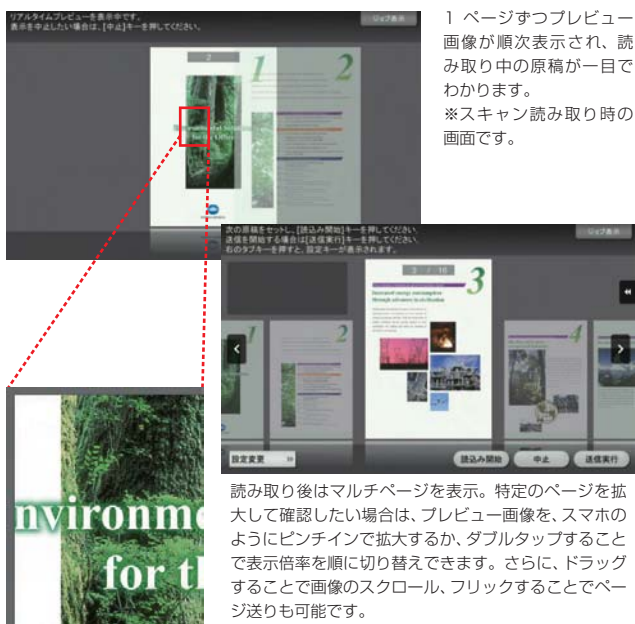 リアルタイムプレビューを表示中です。
表示を中止したい場合は、[中止]キーを押してください。
ジョブ表示
2
1
2
for the
1 ページずつプレビュー
画像が順次表示され、読
み取り中の原稿が一目で
わかります。
※スキャン読み取り時の
画面です。
次の原稿をセットし、[読込み開始]キーを押してください。
送信を開始する場合は[送信実行]キーを押してください。
右のタブキーを押すと、設定キーが表示されます。
ジョブ表示
3 / 16
1
2
3
4
Increased energy consumption
through advances in civilization
設定変更
読込み開始
中止
送信実行
nvironme
for t
読み取り後はマルチページを表示。特定のページを拡
大して確認したい場合は、プレビュー画像を、スマホの
ようにピンチインで拡大するか、ダブルタップすること
で表示倍率を順に切り替えできます。さらに、ドラッグ
することで画像のスクロール、フリックすることでペー
ジ送りも可能です。